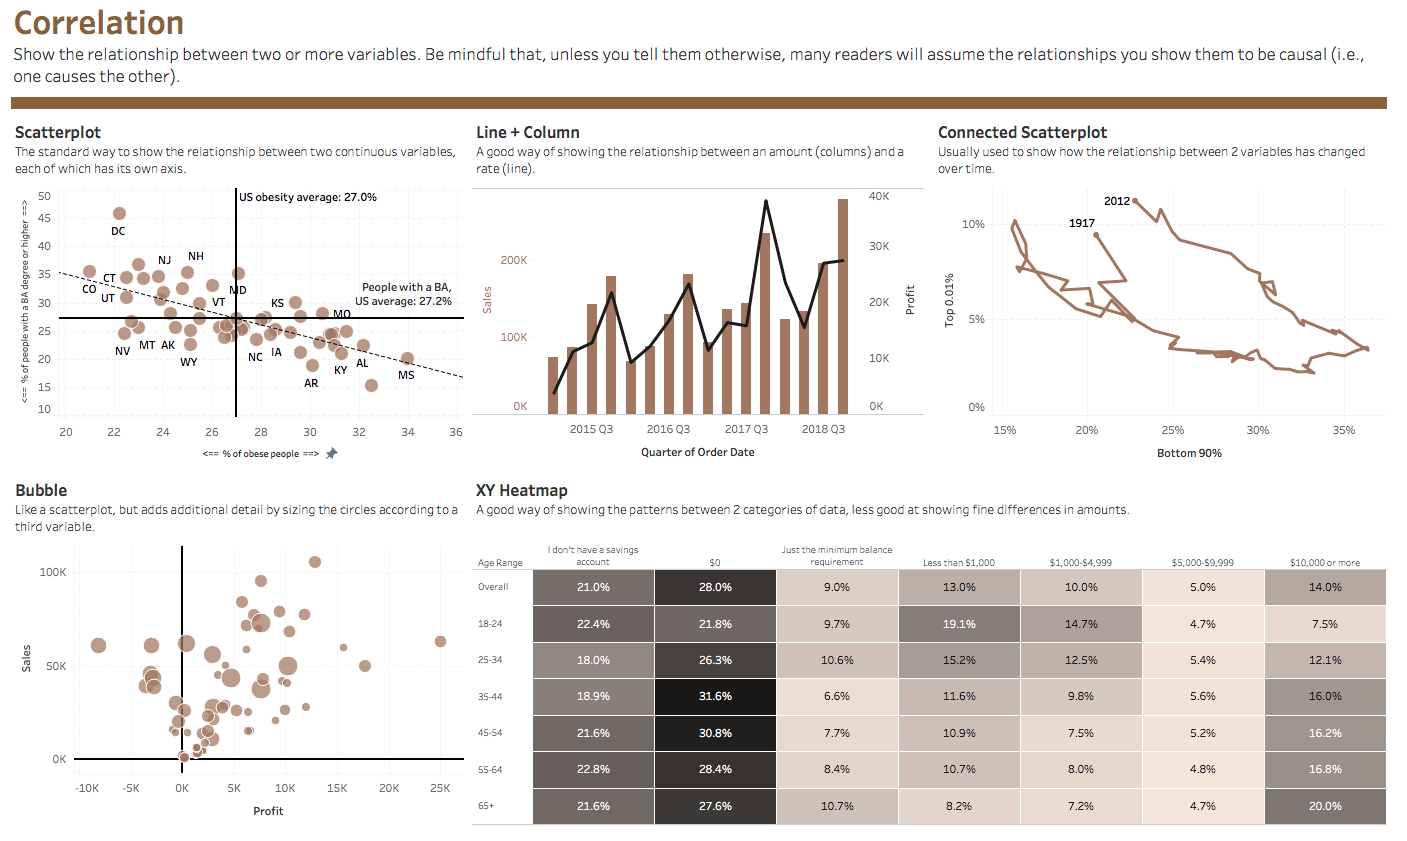 Correlation
Show the relationship between two or more variables. Be mindful that, unless you tell them otherwise, many readers will assume the relationships you show them to be causal (i.e.,
one causes the other).
Scatterplot
The standard way to show the relationship between two continuous variables,
each of which has its own axis.
<== % of people with a BA degree or higher ==>
50
45
40
35
30
25
20
15
10
US obesity average: 27.0%
DC
NJ
NH
CO
CT
UT
MD
VT
People with a BA,
US average: 27.2%
KS
MO
NV
MT
AK
WY
NC
IA
AR
KY
AL
MS
20
22
24
26
28
30
32
34
36
<== % of obese people ==>
Line + Column
A good way of showing the relationship between an amount (columns) and a
rate (line).
Sales
200K
100K
0K
40K
30K
20K
10K
0K
Profit
2015 Q3
2016 Q3
2017 Q3
2018 Q3
Quarter of Order Date
Connected Scatterplot
Usually used to show how the relationship between 2 variables has changed
over time.
Top 0.01%
10%
5%
0%
2012
1917
15%
20%
25%
30%
35%
Bottom 90%
Bubble
Like a scatterplot, but adds additional detail by sizing the circles according to a
third variable.
Sales
100K
50K
0K
-10K
-5K
0K
5K
10K
15K
20K
25K
Profit
XY Heatmap
A good way of showing the patterns between 2 categories of data, less good at showing fine differences in amounts.
Age Range
I don't have a savings
account
$0
Just the minimum balance
requirement
Less than $1,000
$1,000-$4,999
$5,000-$9,999
$10,000 or more
Overall 21.0% 28.0% 9.0% 13.0% 10.0% 5.0% 14.0%
18-24 22.4% 21.8% 9.7% 19.1% 14.7% 4.7% 7.5%
25-34 18.0% 26.3% 10.6% 15.2% 12.5% 5.4% 12.1%
35-44 18.9% 31.6% 6.6% 11.6% 9.8% 5.6% 16.0%
45-54 21.6% 30.8% 7.7% 10.9% 7.5% 5.2% 16.2%
55-64 22.8% 28.4% 8.4% 10.7% 8.0% 4.8% 16.8%
65+ 21.6% 27.6% 10.7% 8.2% 7.2% 4.7% 20.0%